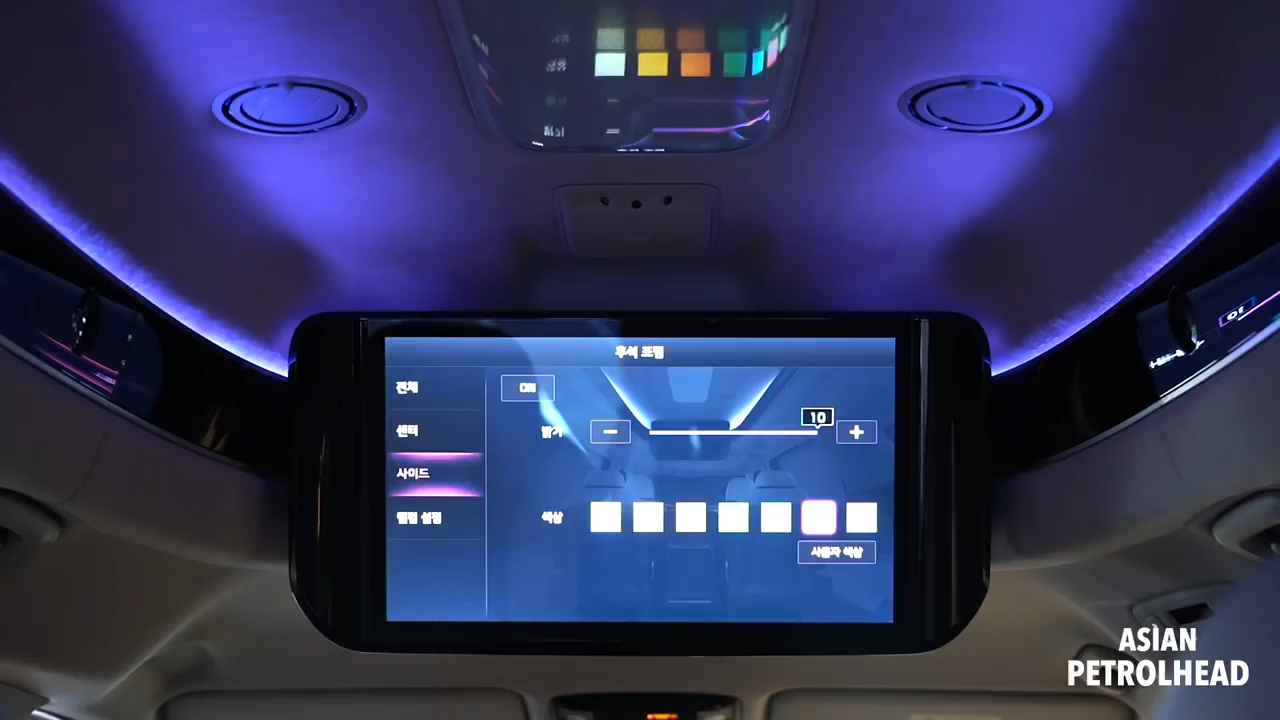 후석 조명
전체
ON
센터
밝기
−
10
+
사이드
색상
사용자 색상
ASIAN
PETROLHEAD